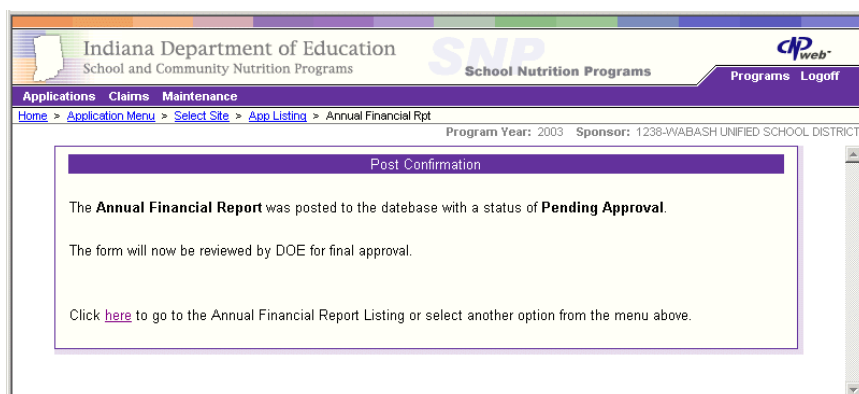 Indiana Department of Education
School and Community Nutrition Programs
SNP
School Nutrition Programs
CNPweb
Programs Logoff
Applications Claims Maintenance
Home > Application Menu > Select Site > App Listing > Annual Financial Rpt
Program Year: 2003 Sponsor: 1238-WABASH UNIFIED SCHOOL DISTRICT
Post Confirmation
The Annual Financial Report was posted to the datebase with a status of Pending Approval.
The form will now be reviewed by DOE for final approval.
Click here to go to the Annual Financial Report Listing or select another option from the menu above.